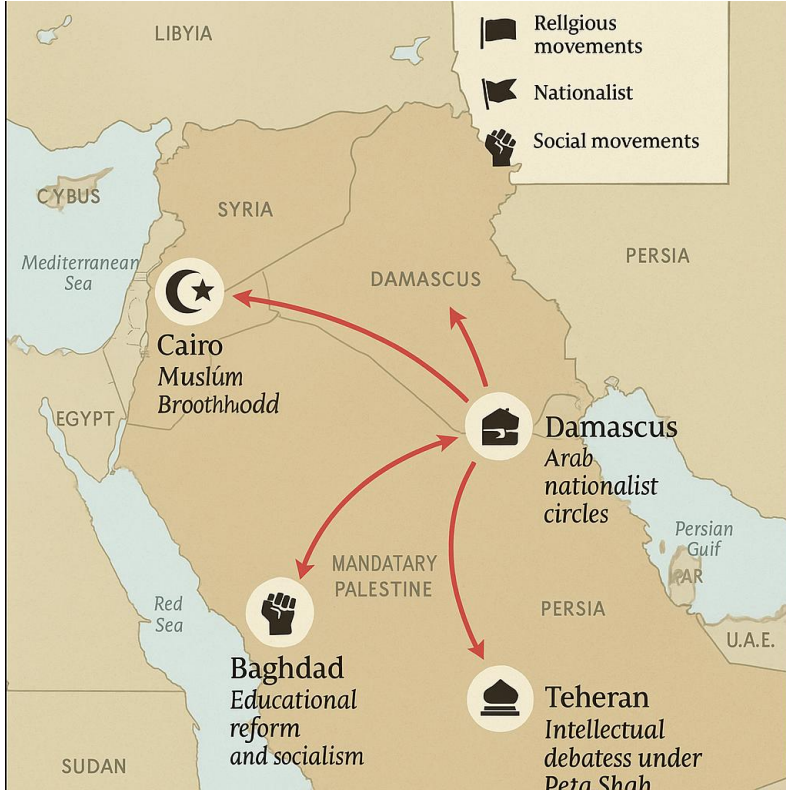 LIBYIA
Rellgious
movements
Nationalist
Social movements
CYBUS
SYRIA
Mediterranean
Sea
DAMASCUS
PERSIA
Cairo
Muslúm
Broothhodd
EGYPT
Damascus
Arab
nationalist
circles
Persian
Guif
AR
MANDATARY
PALESTINE
PERSIA
Red
Sea
U.A.E.
Baghdad
Educational
reform
and socialism
Teheran
Intellectual
debatess under
Peta Shah
SUDAN